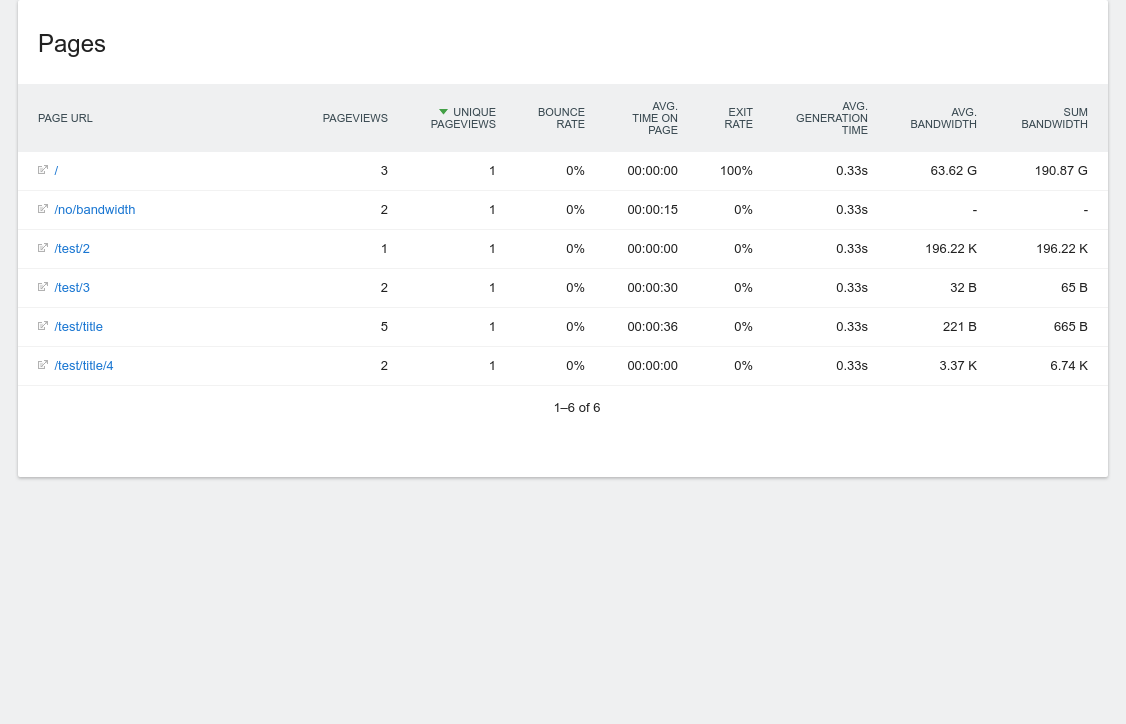 Pages
PAGE URL PAGEVIEWS UNIQUE PAGEVIEWS BOUNCE RATE AVG. TIME ON PAGE EXIT RATE AVG. GENERATION TIME AVG. BANDWIDTH SUM BANDWIDTH
/ 3 1 0% 00:00:00 100% 0.33s 63.62 G 190.87 G
/no/bandwidth 2 1 0% 00:00:15 0% 0.33s - -
/test/2 1 1 0% 00:00:00 0% 0.33s 196.22 K 196.22 K
/test/3 2 1 0% 00:00:30 0% 0.33s 32 B 65 B
/test/title 5 1 0% 00:00:36 0% 0.33s 221 B 665 B
/test/title/4 2 1 0% 00:00:00 0% 0.33s 3.37 K 6.74 K
1–6 of 6